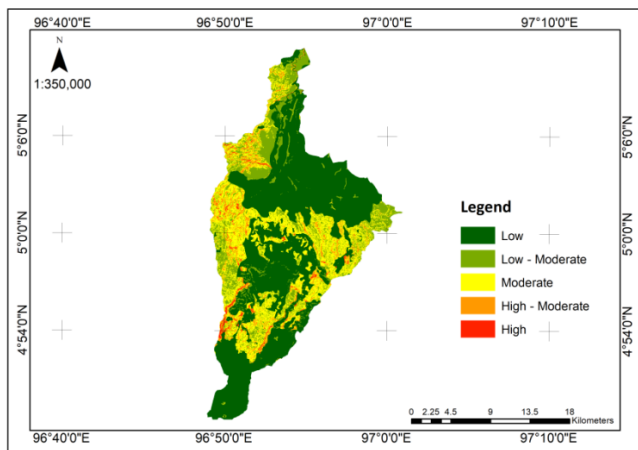 96°40'0"E 96°50'0"E 97°0'0"E 97°10'0"E
N
1:350,000
5°6'0"N 5°6'0"N
5°0'0"N 5°0'0"N
4°54'0"N 4°54'0"N
Legend
Low
Low - Moderate
Moderate
High - Moderate
High
0 2.25 4.5 9 13.5 18
Kilometers
96°40'0"E 96°50'0"E 97°0'0"E 97°10'0"E